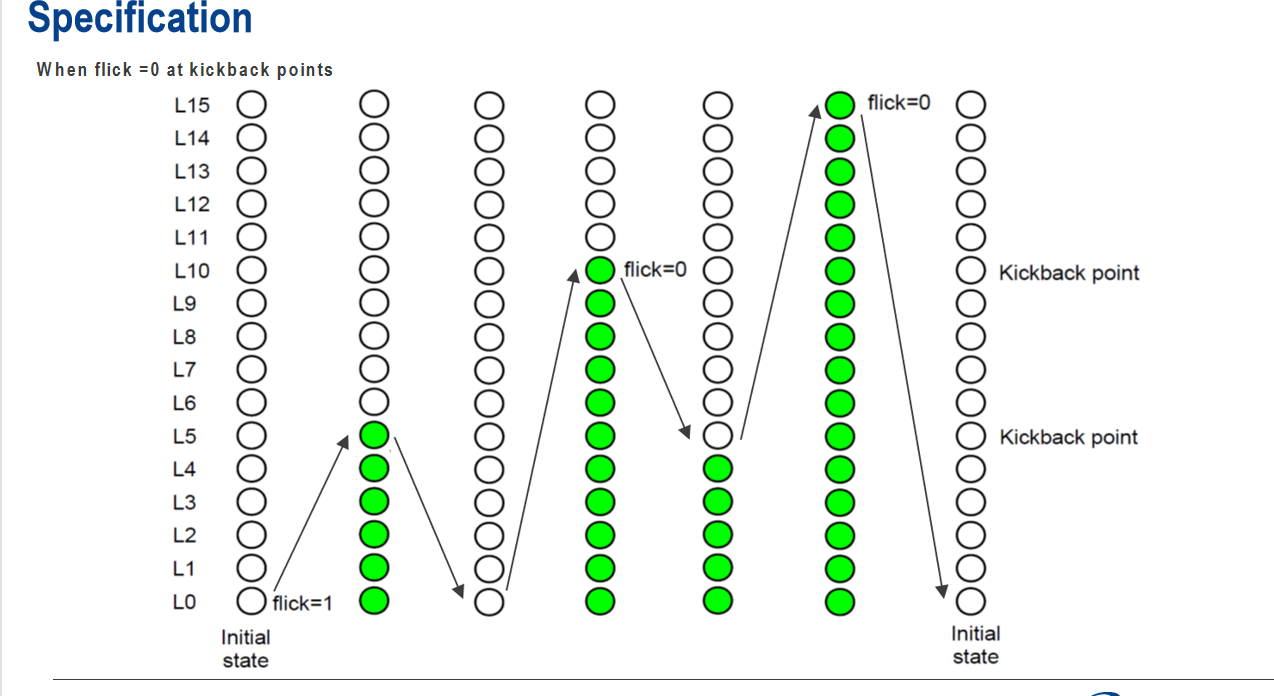 Specification
When flick =0 at kickback points
L15
flick=0
L14
L13
L12
L11
L10
flick=0
Kickback point
L9
L8
L7
L6
L5
Kickback point
L4
L3
L2
L1
L0
flick=1
Initial
state
Initial
state